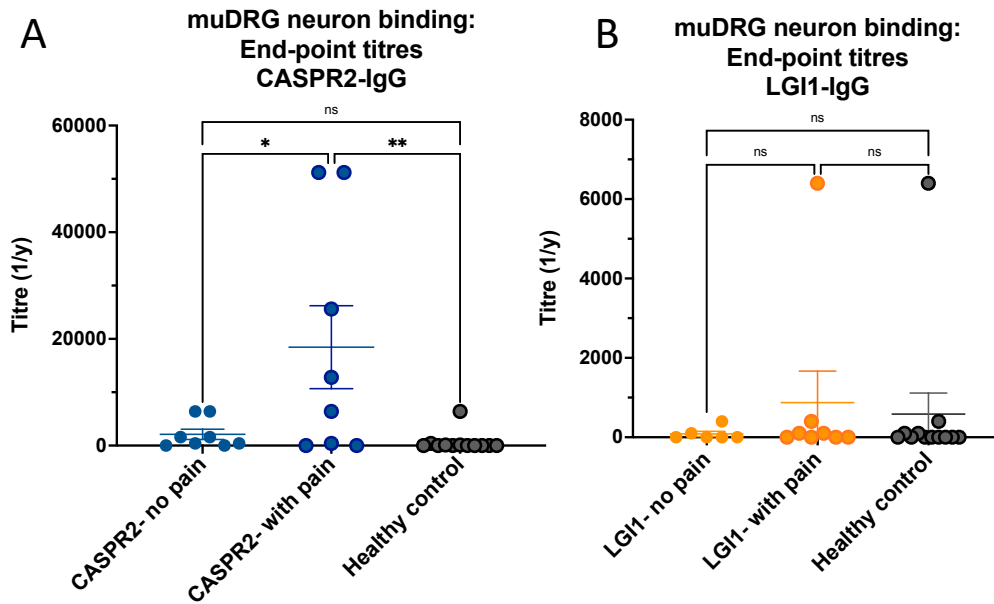 A
muDRG neuron binding:
End-point titres
CASPR2-IgG
ns
*
**
60000
40000
20000
0
Titre (1/y)
CASPR2- no pain
CASPR2- with pain
Healthy control
B
muDRG neuron binding:
End-point titres
LGI1-IgG
ns
ns
ns
8000
6000
4000
2000
0
Titre (1/y)
LGI1- no pain
LGI1- with pain
Healthy control